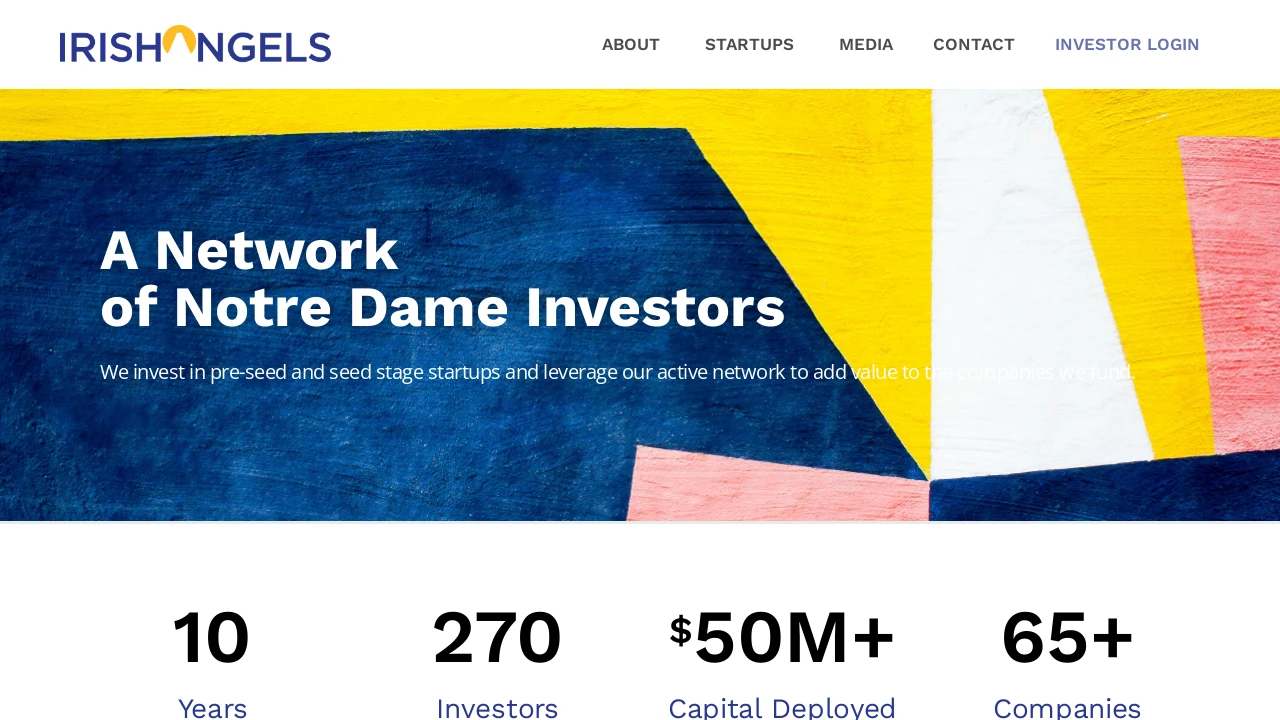 IRISHANGELS
ABOUT STARTUPS MEDIA CONTACT INVESTOR LOGIN
A Network
of Notre Dame Investors
We invest in pre-seed and seed stage startups and leverage our active network to add value to the companies we fund.
10 270 $50M+ 65+
Years Investors Capital Deployed Companies